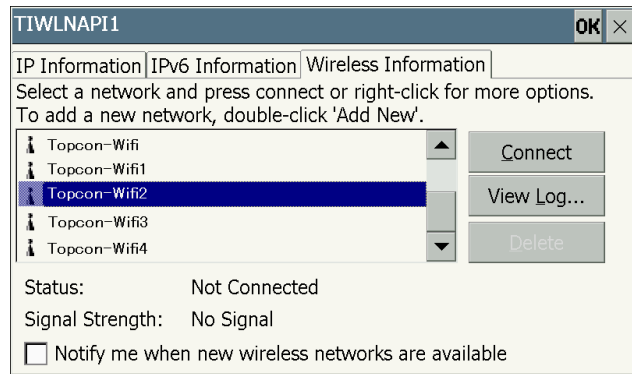 TIWLNAPI1 OK ×
IP Information IPv6 Information Wireless Information
Select a network and press connect or right-click for more options.
To add a new network, double-click 'Add New'.
Topcon-Wifi
Topcon-Wifi1
Topcon-Wifi2
Topcon-Wifi3
Topcon-Wifi4
Connect
View Log...
Delete
Status: Not Connected
Signal Strength: No Signal
Notify me when new wireless networks are available